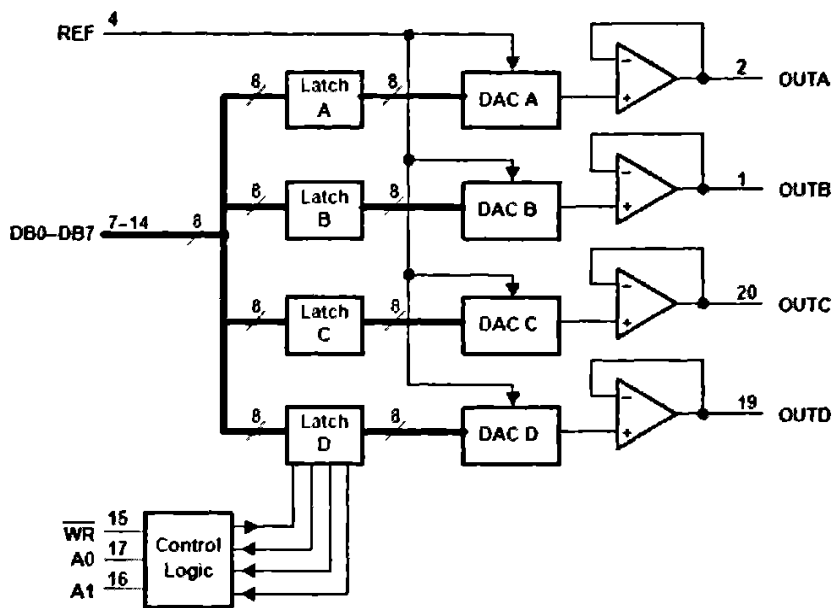 REF 4
8 Latch A 8 DAC A − + 2 OUTA
8 Latch B 8 DAC B − + 1 OUTB
DB0–DB7 7–14 8
8 Latch C 8 DAC C − + 20 OUTC
8 Latch D 8 DAC D − + 19 OUTD
WR 15
A0 17
A1 16
Control
Logic